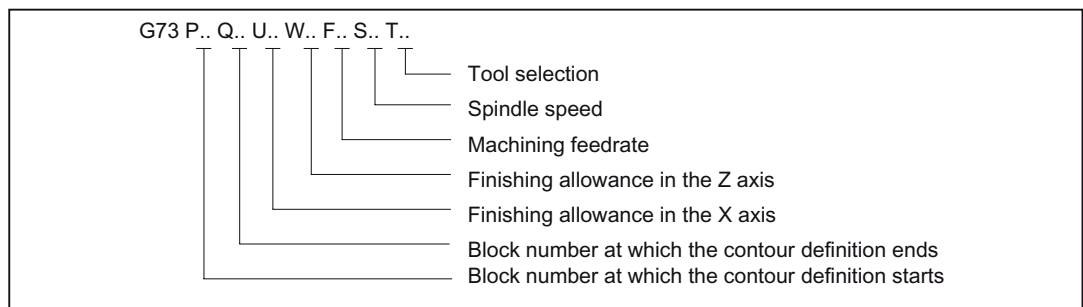 G73 P.. Q.. U.. W.. F.. S.. T..
Tool selection
Spindle speed
Machining feedrate
Finishing allowance in the Z axis
Finishing allowance in the X axis
Block number at which the contour definition ends
Block number at which the contour definition starts